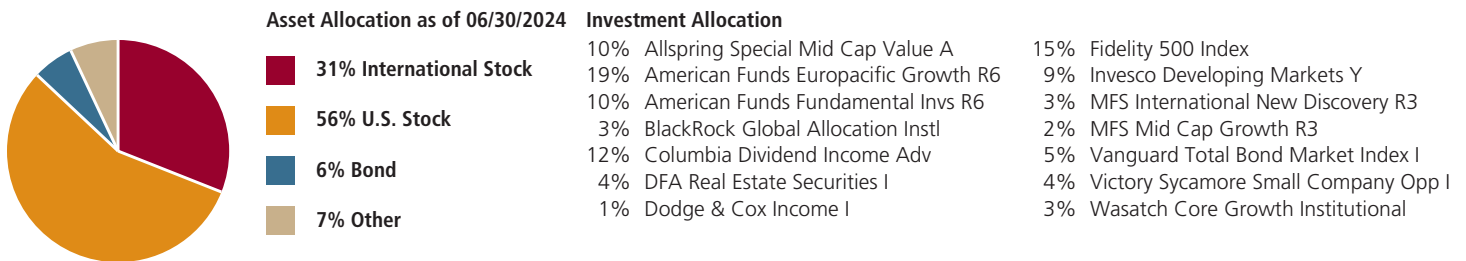 Asset Allocation as of 06/30/2024
31% International Stock
56% U.S. Stock
6% Bond
7% Other
Investment Allocation
10% Allspring Special Mid Cap Value A
19% American Funds Europacific Growth R6
10% American Funds Fundamental Invs R6
3% BlackRock Global Allocation Instl
12% Columbia Dividend Income Adv
4% DFA Real Estate Securities I
1% Dodge & Cox Income I
15% Fidelity 500 Index
9% Invesco Developing Markets Y
3% MFS International New Discovery R3
2% MFS Mid Cap Growth R3
5% Vanguard Total Bond Market Index I
4% Victory Sycamore Small Company Opp I
3% Wasatch Core Growth Institutional